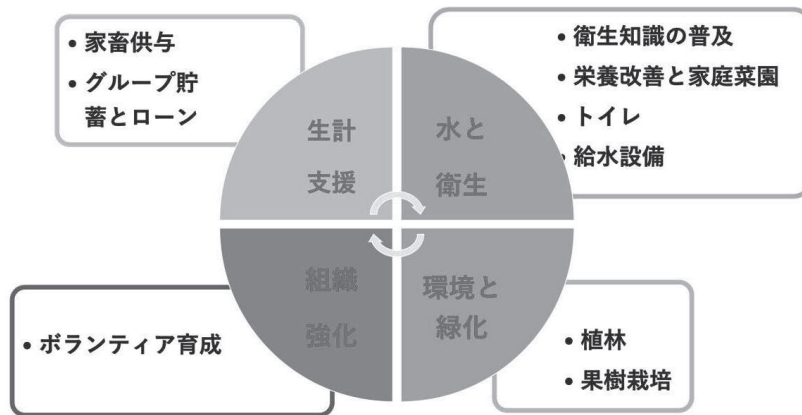 • 家畜供与
• グループ貯
蓄とローン
• 衛生知識の普及
• 栄養改善と家庭菜園
• トイレ
• 給水設備
生計
支援
水と
衛生
組織
強化
環境と
緑化
• ボランティア育成
• 植林
• 果樹栽培